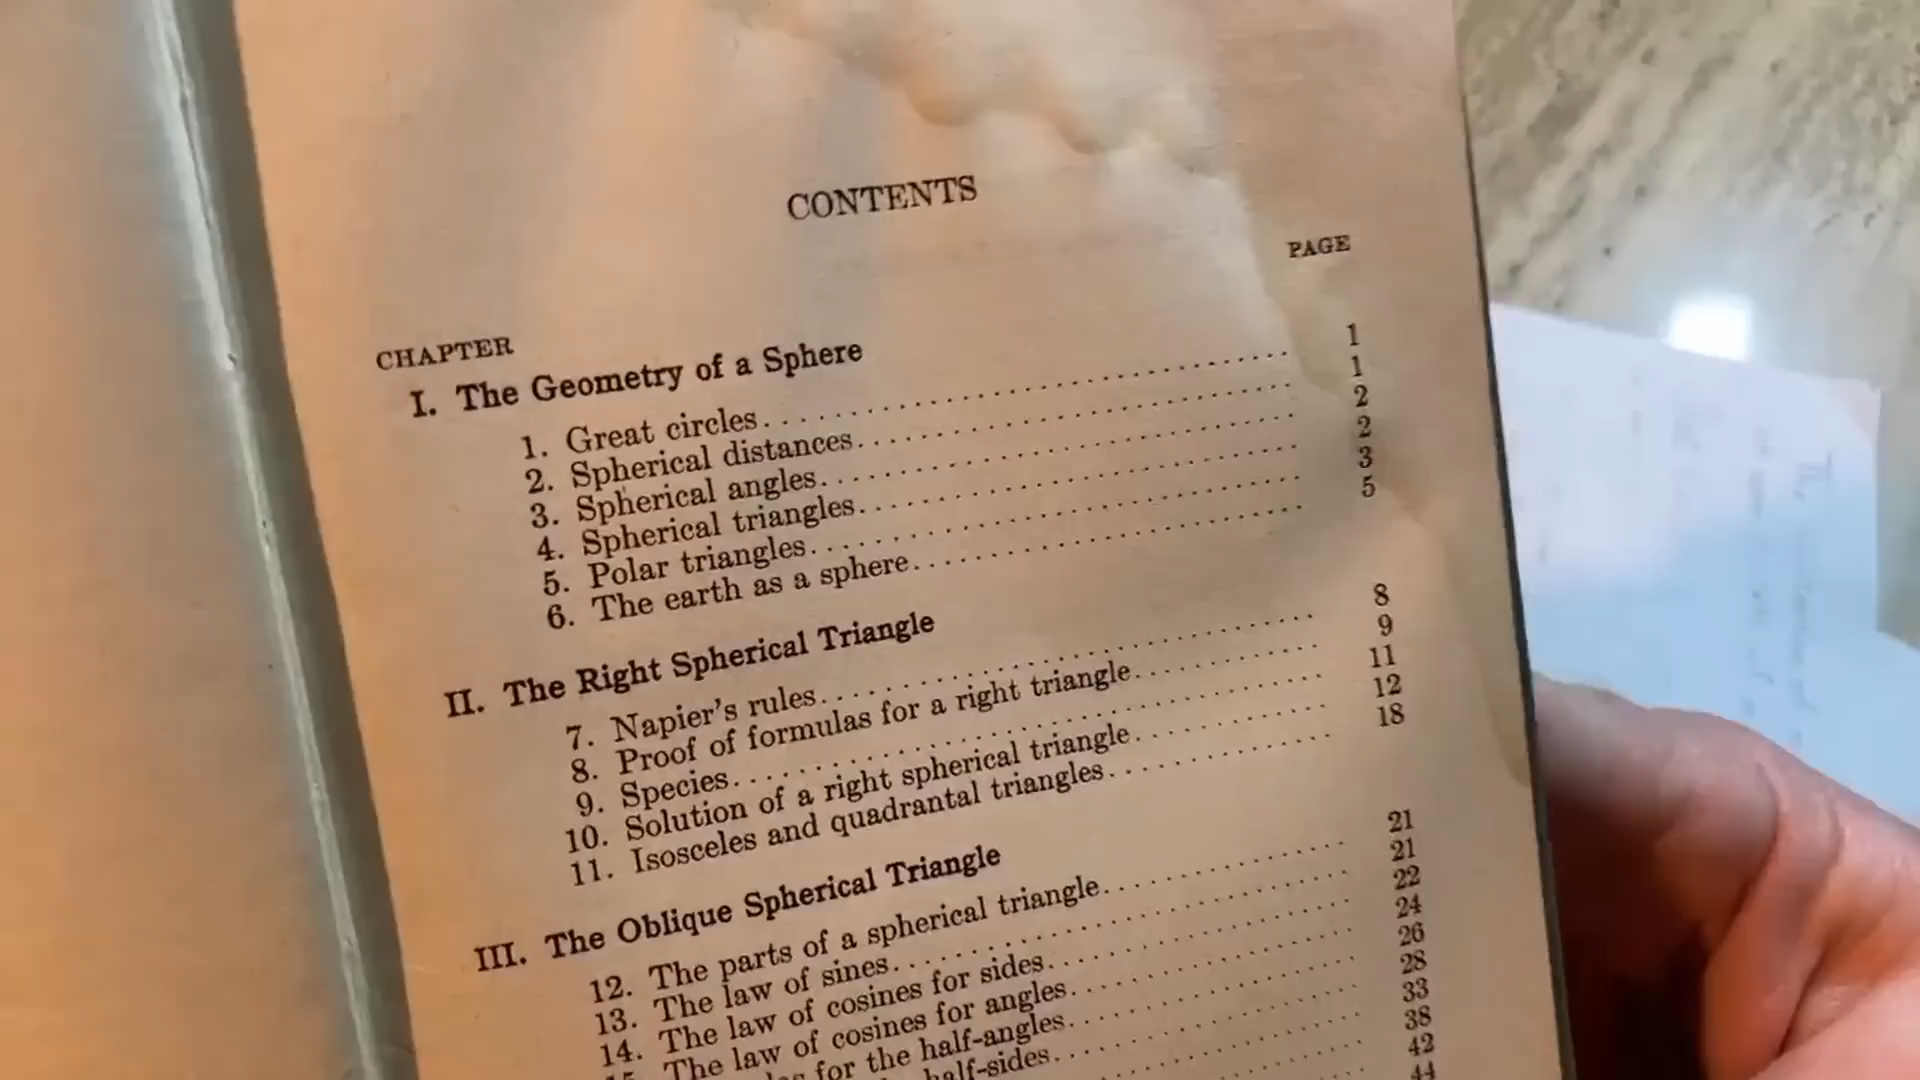 CONTENTS
PAGE
CHAPTER
I. The Geometry of a Sphere
1. Great circles 1
2. Spherical distances 1
3. Spherical angles 2
4. Spherical triangles 2
5. Polar triangles 3
6. The earth as a sphere 5
II. The Right Spherical Triangle
7. Napier's rules 8
8. Proof of formulas for a right triangle 9
9. Species 11
10. Solution of a right spherical triangle 12
11. Isosceles and quadrantal triangles 18
III. The Oblique Spherical Triangle
12. The parts of a spherical triangle 21
13. The law of sines 21
14. The law of cosines for sides 22
15. The law of cosines for angles 24
for the half-angles 26
half-sides 28
33
38
42
44